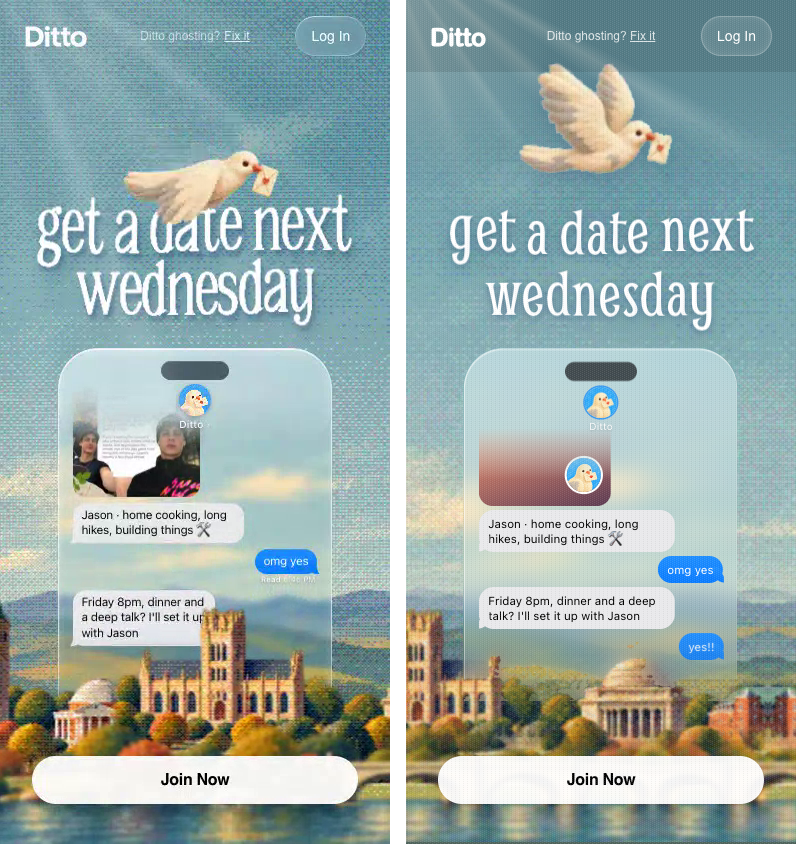 Ditto
Ditto ghosting? Fix it
Log In
get a date next
wednesday
Ditto
Jason · home cooking, long
hikes, building things 🛠
omg yes
Friday 8pm, dinner and
a deep talk? I'll set it up
with Jason
Join Now
Ditto
Ditto ghosting? Fix it
Log In
get a date next
wednesday
Ditto
Jason · home cooking, long
hikes, building things 🛠
omg yes
Friday 8pm, dinner and a deep
talk? I'll set it up with Jason
yes!!
Join Now